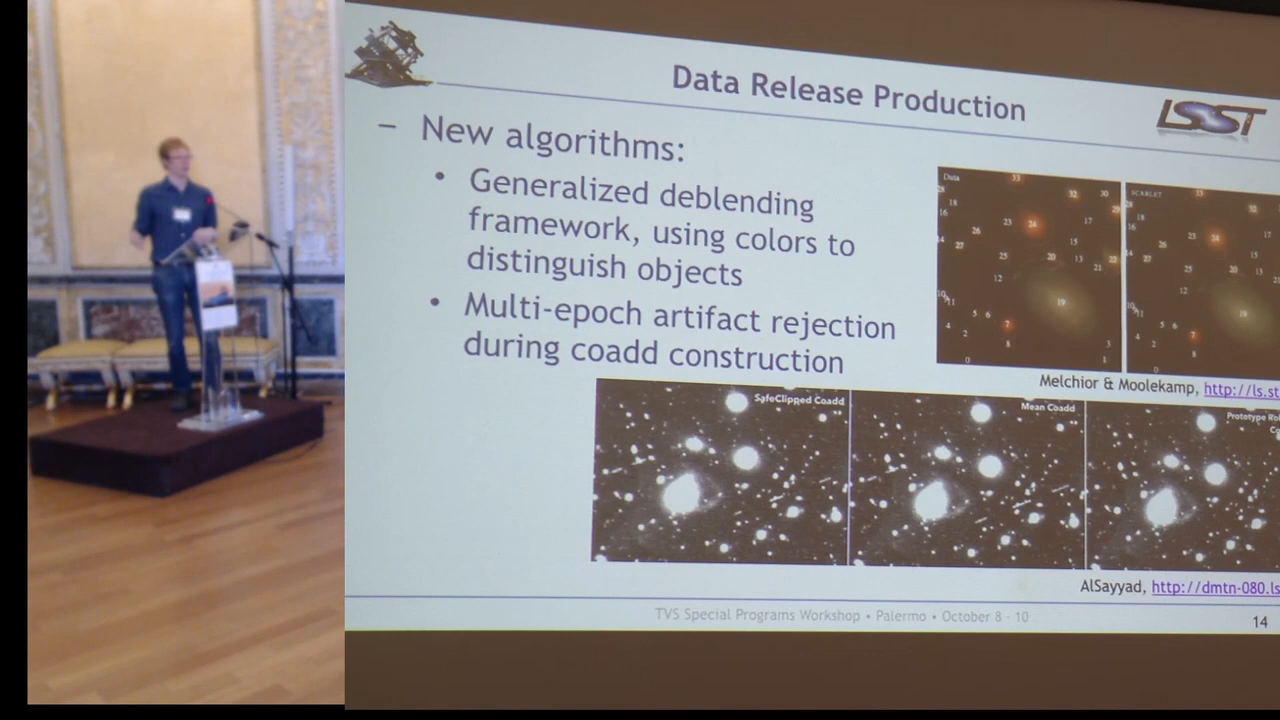 Data Release Production
LSST
– New algorithms:
• Generalized deblending
framework, using colors to
distinguish objects
• Multi-epoch artifact rejection
during coadd construction
Data
SCARLET
Melchior & Moolekamp, http://ls.st
SafeClipped Coadd
Mean Coadd
Prototype
AlSayyad, http://dmtn-080.ls
TVS Special Programs Workshop • Palermo • October 8 - 10
14